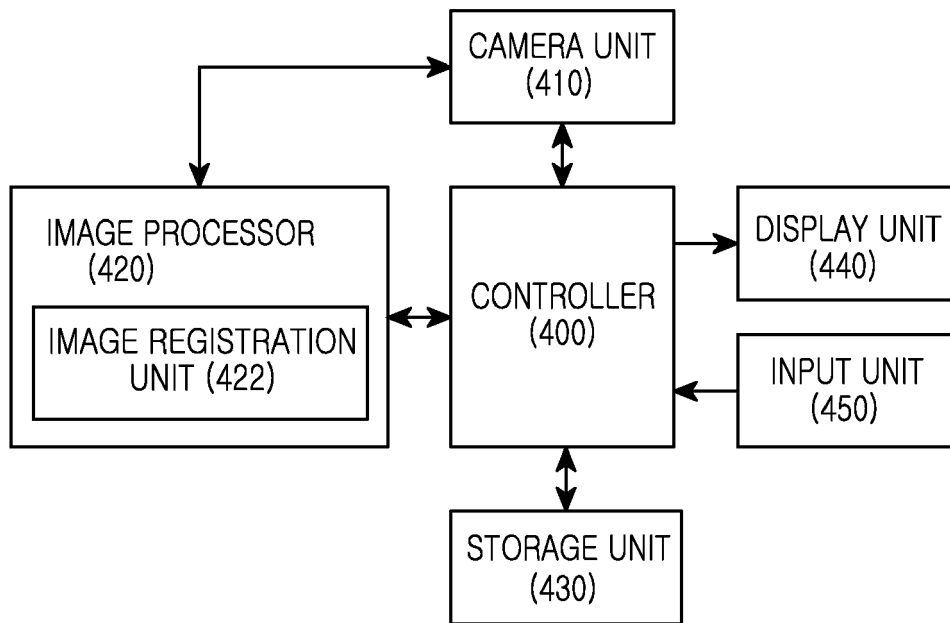 CAMERA UNIT
(410)
IMAGE PROCESSOR
(420)
IMAGE REGISTRATION
UNIT (422)
CONTROLLER
(400)
DISPLAY UNIT
(440)
INPUT UNIT
(450)
STORAGE UNIT
(430)